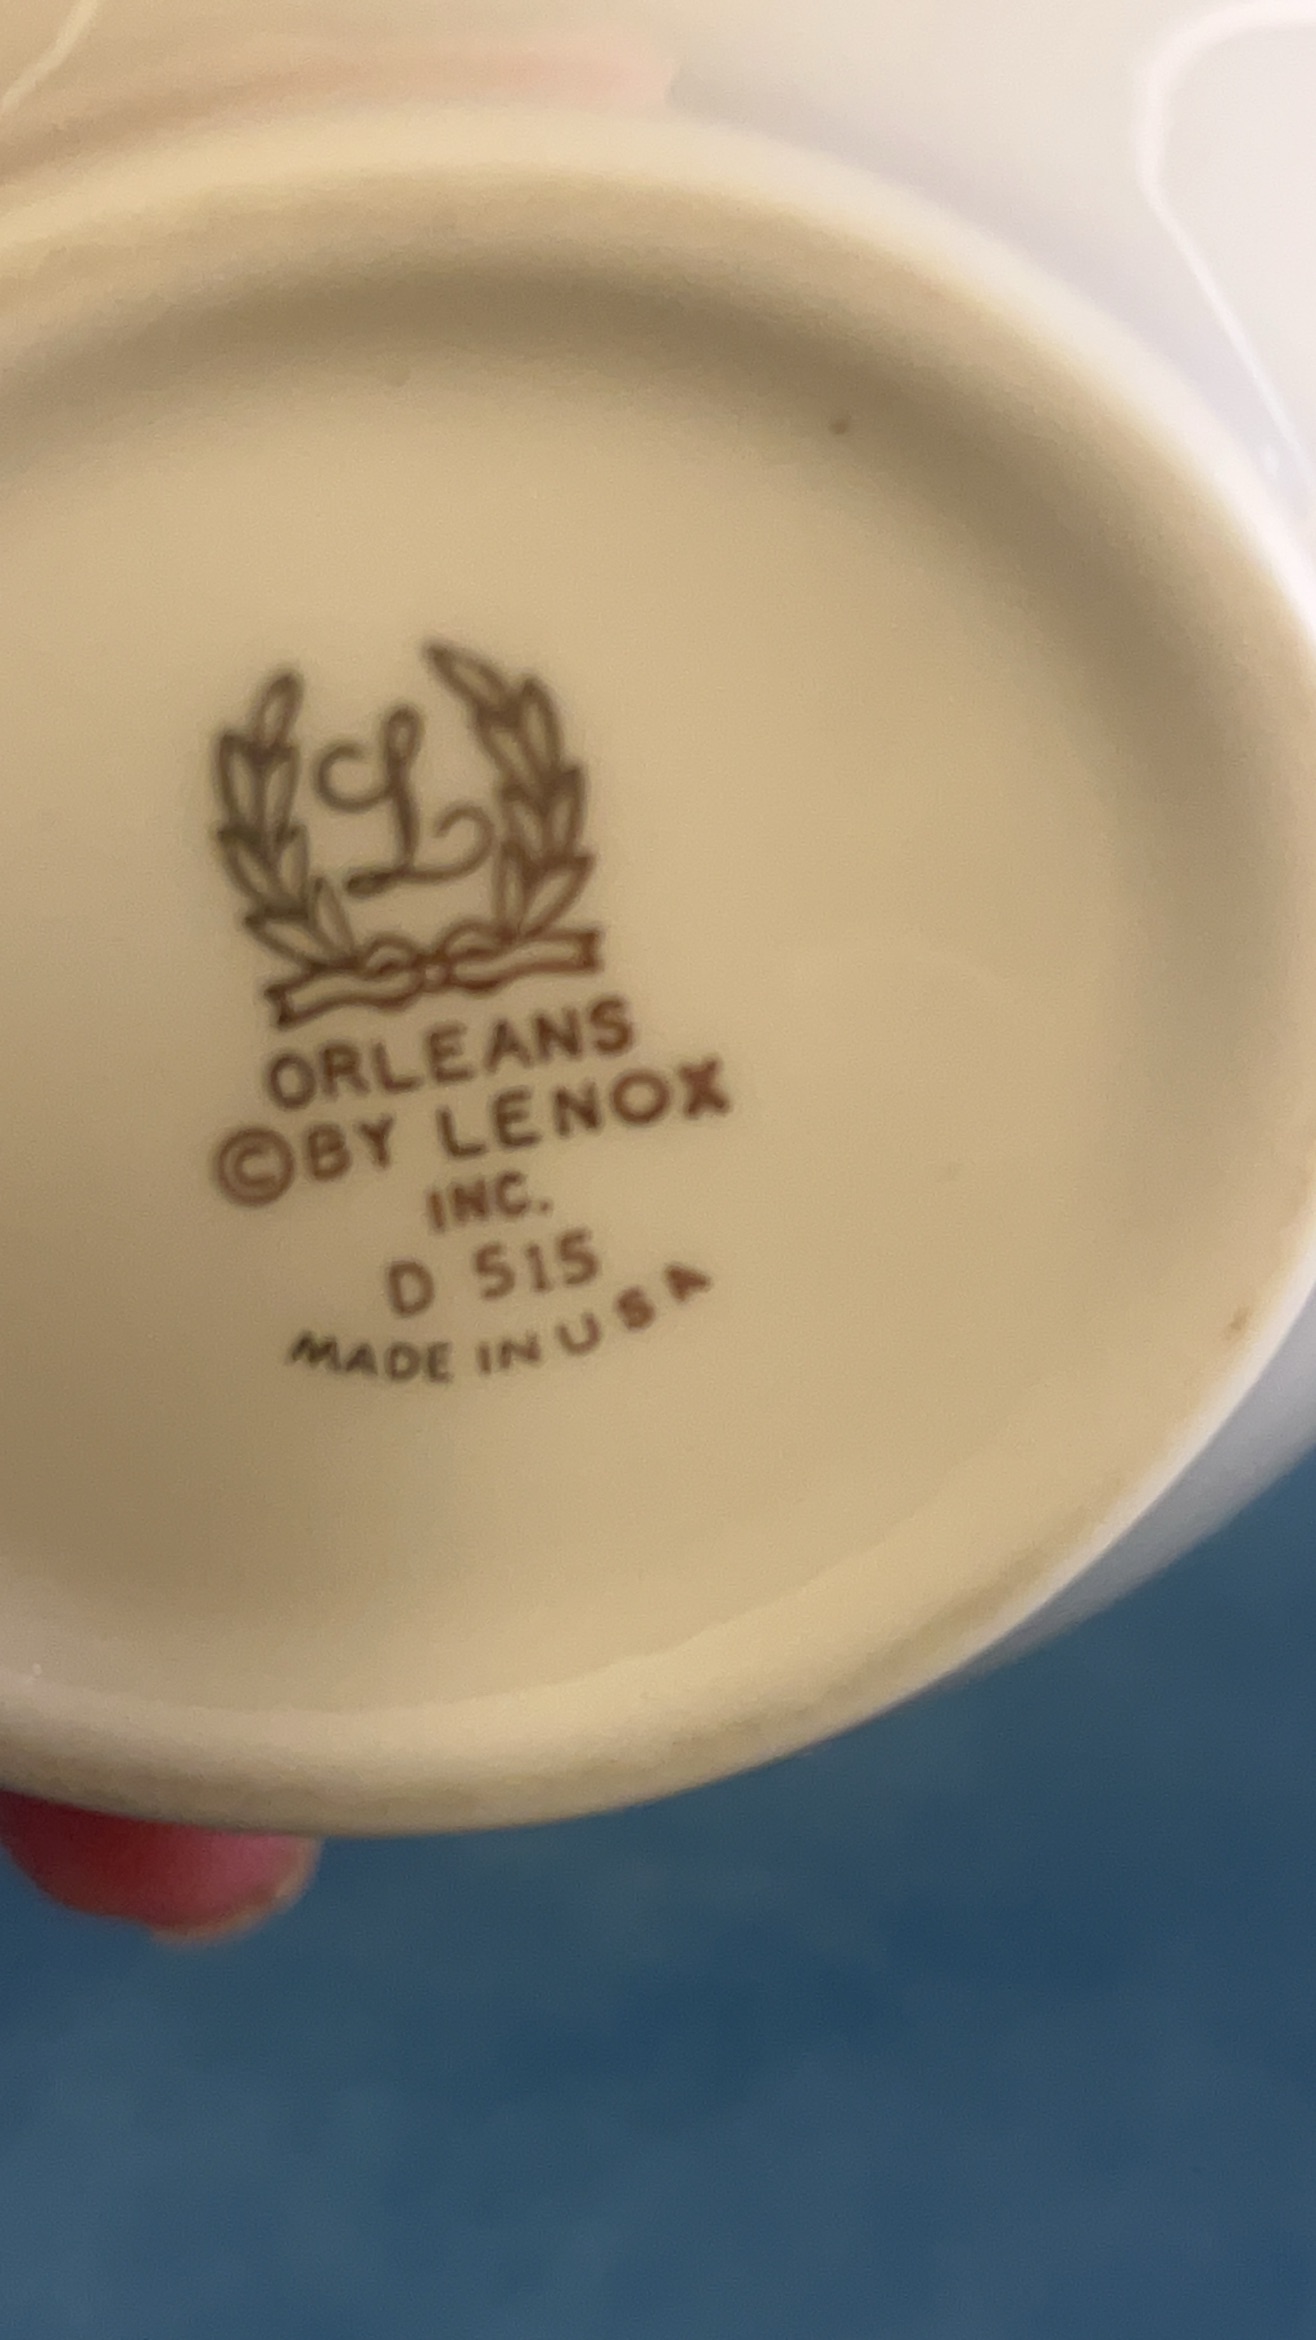 L
ORLEANS
©BY LENOX
INC.
D 515
MADE IN USA